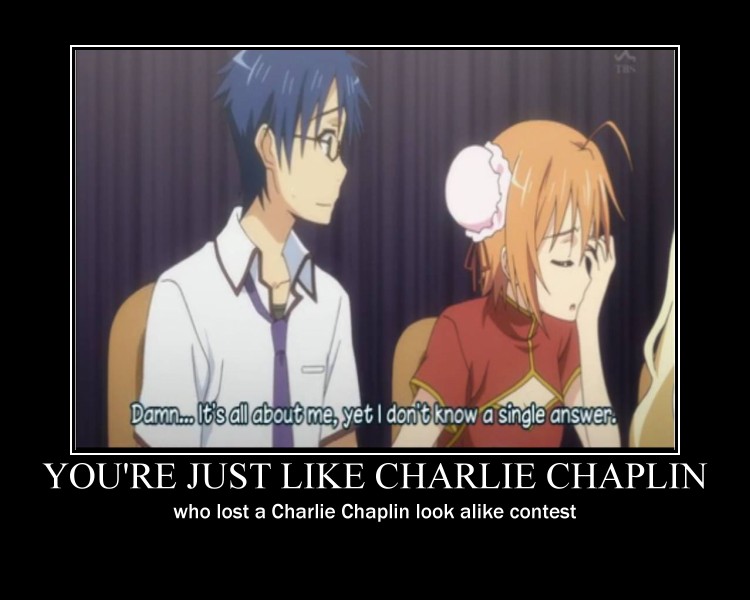 TBS
Damn... It's all about me, yet I don't know a single answer.
YOU'RE JUST LIKE CHARLIE CHAPLIN
who lost a Charlie Chaplin look alike contest